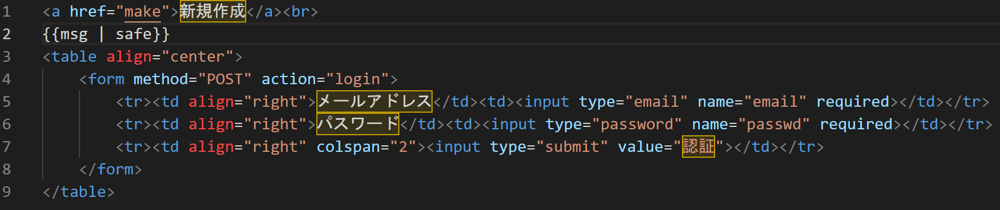 1 <a href="make">新規作成</a><br>
2 {{msg | safe}}
3 <table align="center">
4     <form method="POST" action="login">
5         <tr><td align="right">メールアドレス</td><td><input type="email" name="email" required></td></tr>
6         <tr><td align="right">パスワード</td><td><input type="password" name="passwd" required></td></tr>
7         <tr><td align="right" colspan="2"><input type="submit" value="認証"></td></tr>
8     </form>
9 </table>